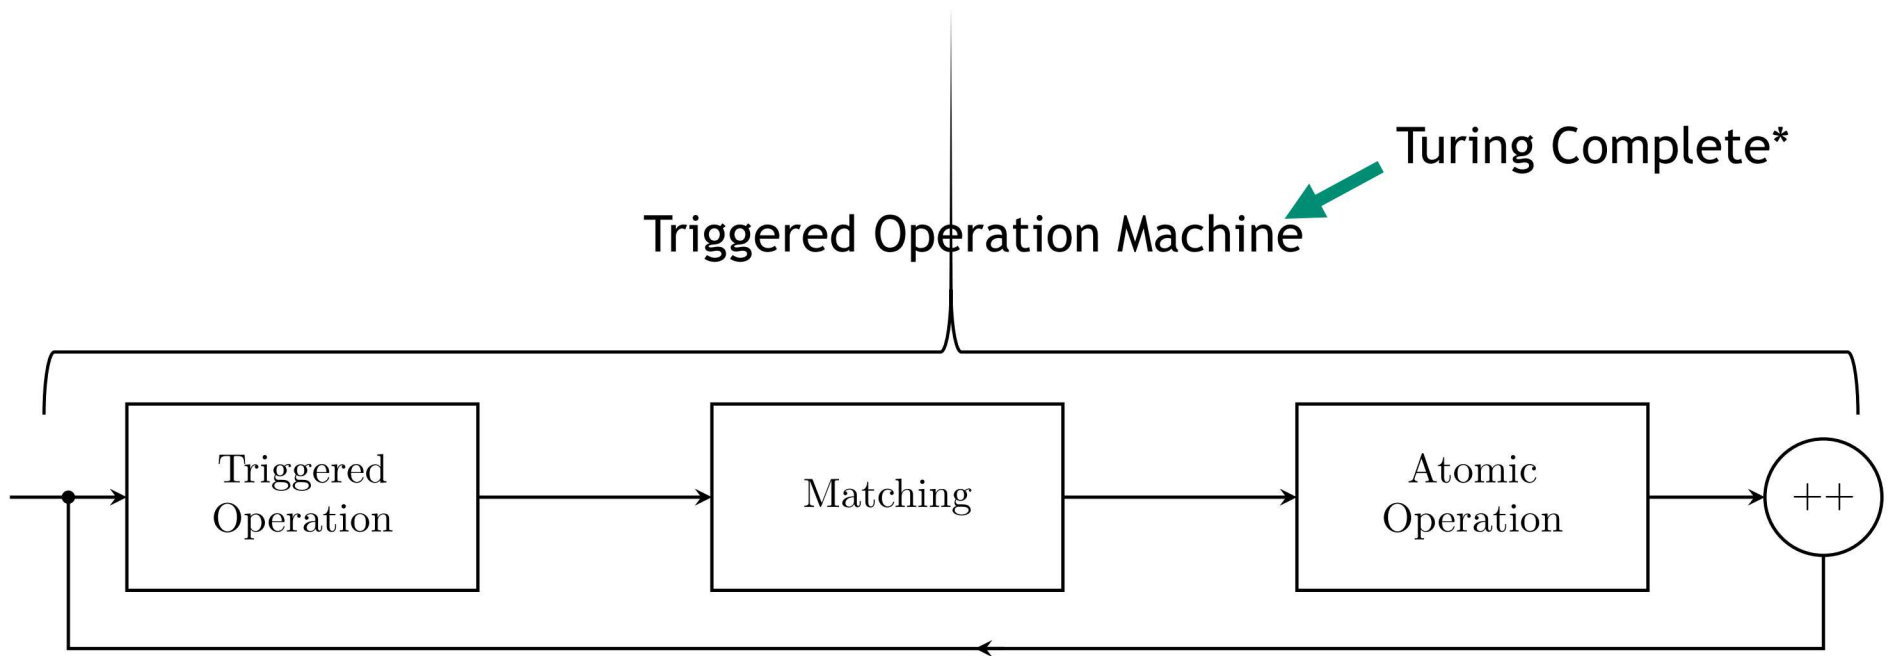 Turing Complete*
Triggered Operation Machine
Triggered
Operation
Matching
Atomic
Operation
++